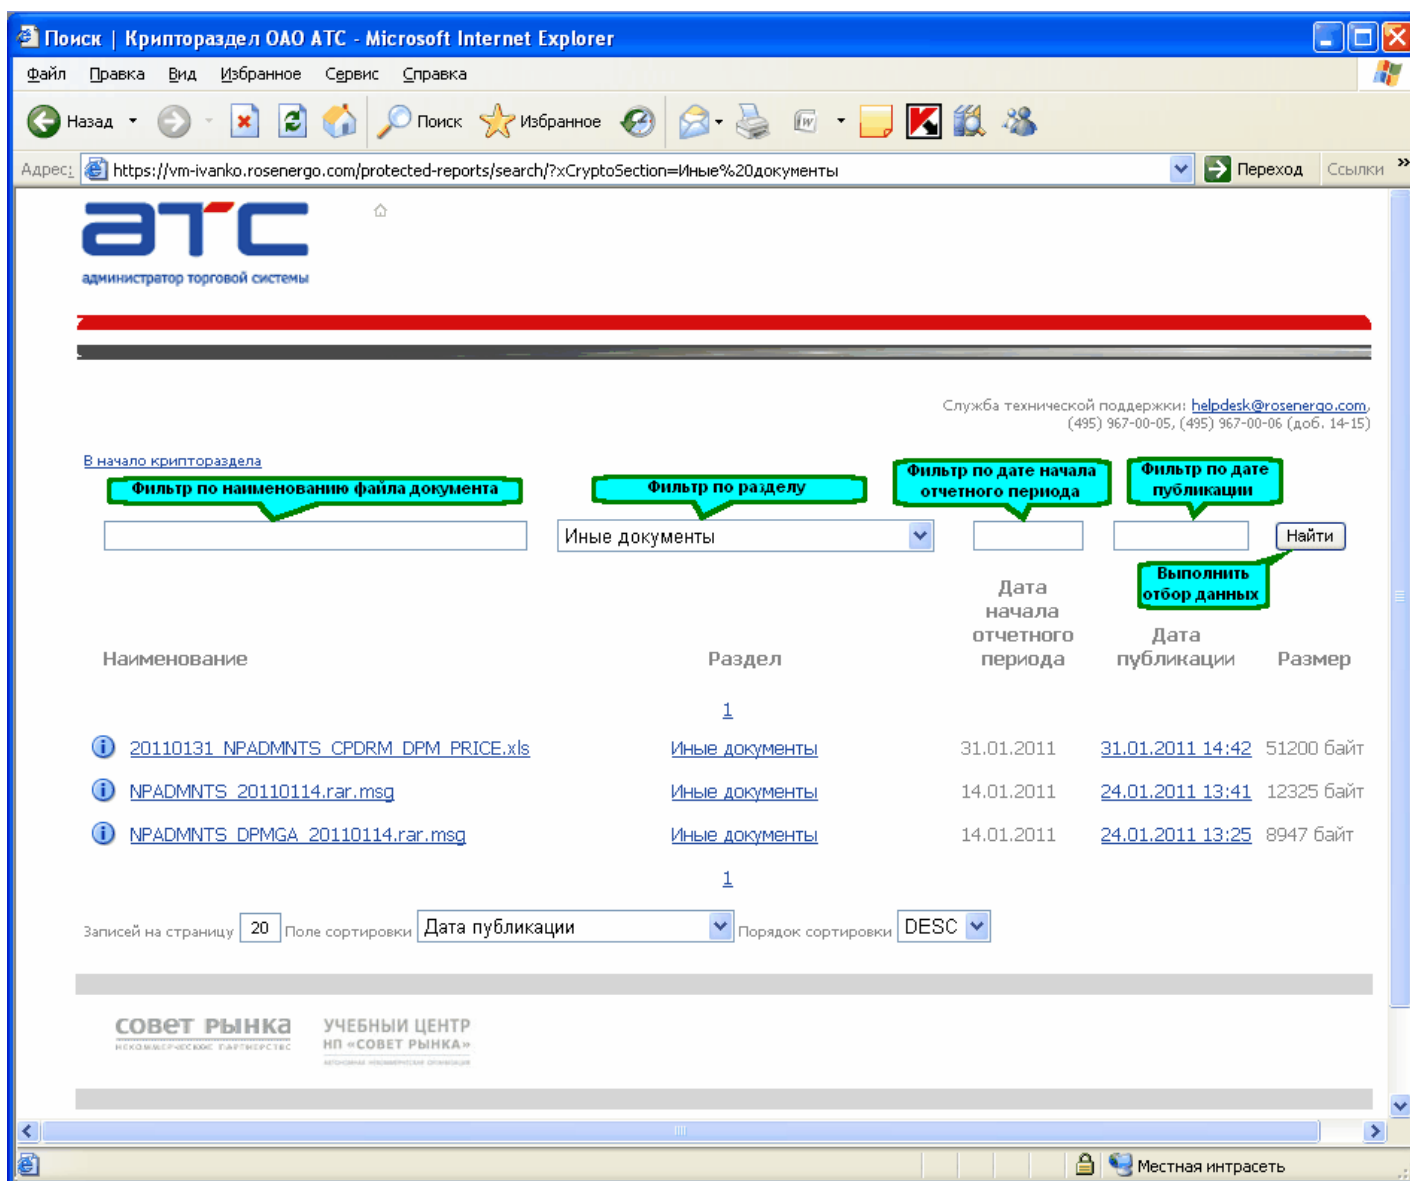 Поиск | Криптораздел ОАО АТС - Microsoft Internet Explorer
Файл Правка Вид Избранное Сервис Справка
Назад Поиск Избранное
Адрес: https://vm-ivanko.rosenergo.com/protected-reports/search/?xCryptoSection=Иные%20документы Переход Ссылки »
атс
администратор торговой системы
Служба технической поддержки: helpdesk@rosenergo.com,
(495) 967-00-05, (495) 967-00-06 (доб. 14-15)
В начало криптораздела
Фильтр по наименованию файла документа
Фильтр по разделу
Фильтр по дате начала
отчетного периода
Фильтр по дате
публикации
Иные документы
Найти
Выполнить
отбор данных
Наименование
Раздел
Дата
начала
отчетного
периода
Дата
публикации
Размер
1
20110131_NPADMNTS_CPDRM_DPM_PRICE.xls Иные документы 31.01.2011 31.01.2011 14:42 51200 байт
NPADMNTS_20110114.rar.msg Иные документы 14.01.2011 24.01.2011 13:41 12325 байт
NPADMNTS_DPMGA_20110114.rar.msg Иные документы 14.01.2011 24.01.2011 13:25 8947 байт
1
Записей на страницу 20 Поле сортировки Дата публикации Порядок сортировки DESC
СОВЕТ РЫНКА
НЕКОММЕРЧЕСКОЕ ПАРТНЕРСТВО
УЧЕБНЫЙ ЦЕНТР
НП «СОВЕТ РЫНКА»
Местная интрасеть